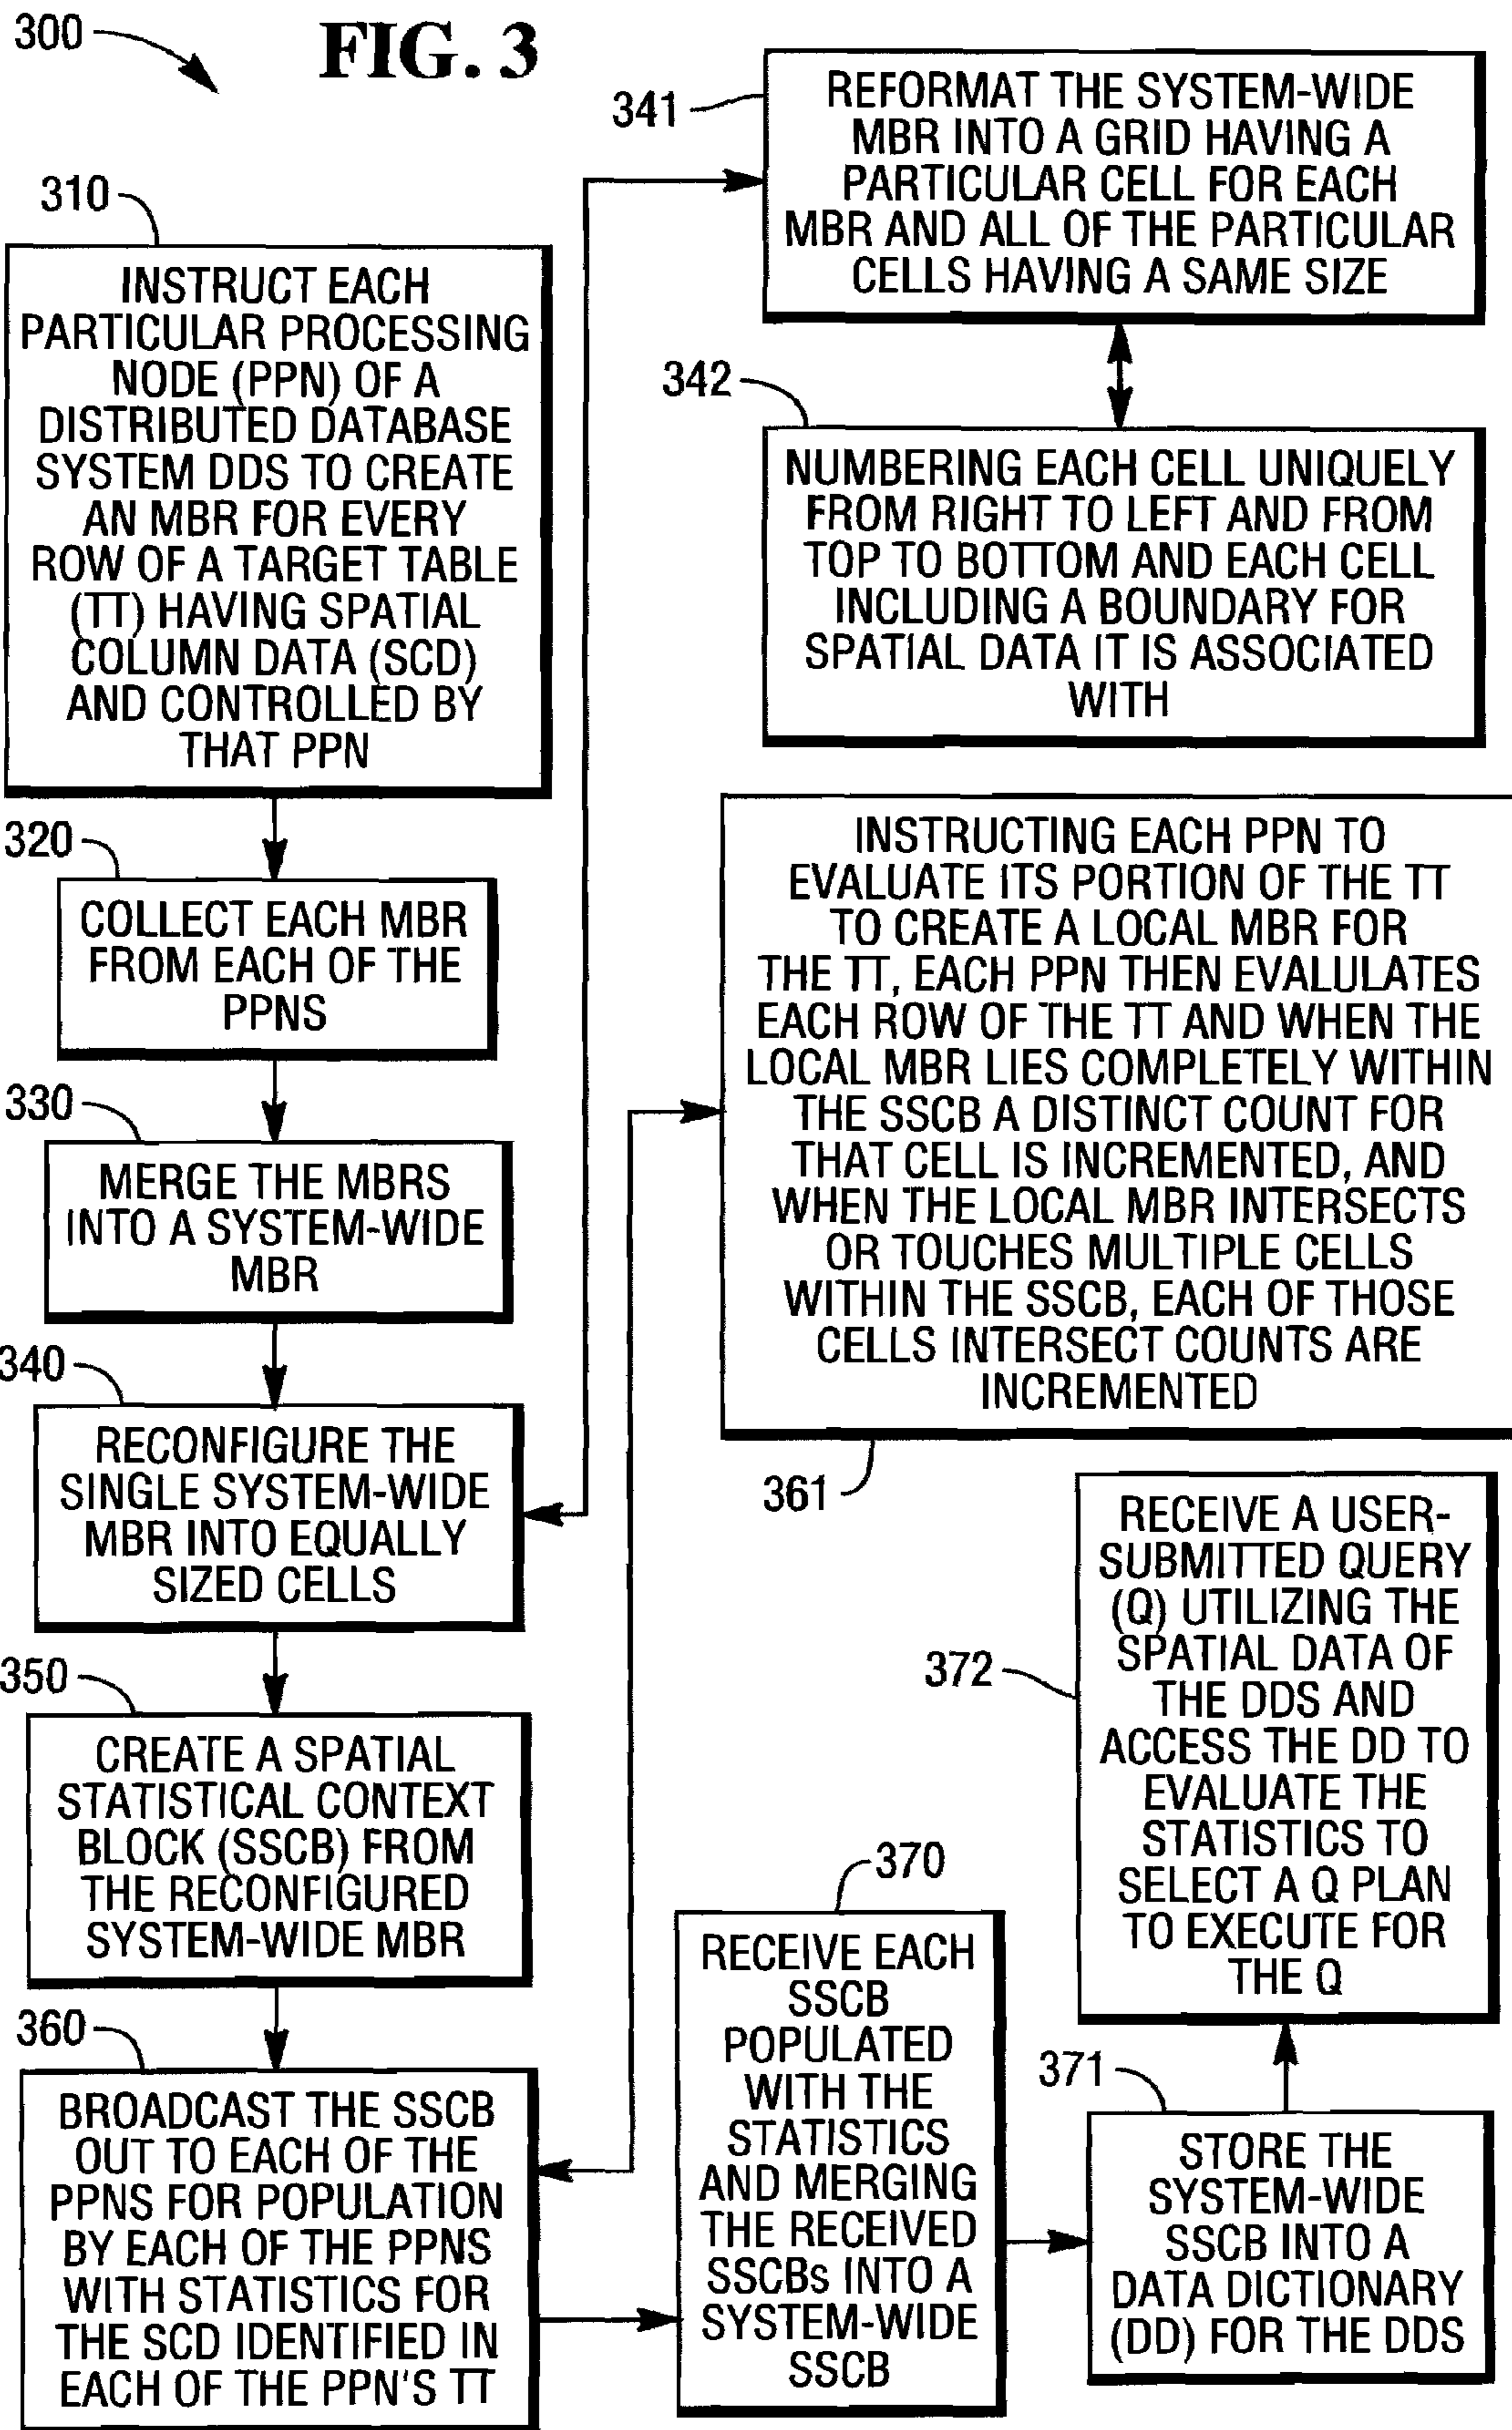 300
FIG. 3
310
INSTRUCT EACH
PARTICULAR PROCESSING
NODE (PPN) OF A
DISTRIBUTED DATABASE
SYSTEM DDS TO CREATE
AN MBR FOR EVERY
ROW OF A TARGET TABLE
(TT) HAVING SPATIAL
COLUMN DATA (SCD)
AND CONTROLLED BY
THAT PPN
320
COLLECT EACH MBR
FROM EACH OF THE
PPNS
330
MERGE THE MBRS
INTO A SYSTEM-WIDE
MBR
340
RECONFIGURE THE
SINGLE SYSTEM-WIDE
MBR INTO EQUALLY
SIZED CELLS
341
REFORMAT THE SYSTEM-WIDE
MBR INTO A GRID HAVING A
PARTICULAR CELL FOR EACH
MBR AND ALL OF THE PARTICULAR
CELLS HAVING A SAME SIZE
342
NUMBERING EACH CELL UNIQUELY
FROM RIGHT TO LEFT AND FROM
TOP TO BOTTOM AND EACH CELL
INCLUDING A BOUNDARY FOR
SPATIAL DATA IT IS ASSOCIATED
WITH
350
CREATE A SPATIAL
STATISTICAL CONTEXT
BLOCK (SSCB) FROM
THE RECONFIGURED
SYSTEM-WIDE MBR
360
BROADCAST THE SSCB
OUT TO EACH OF THE
PPNS FOR POPULATION
BY EACH OF THE PPNS
WITH STATISTICS FOR
THE SCD IDENTIFIED IN
EACH OF THE PPN'S TT
INSTRUCTING EACH PPN TO
EVALUATE ITS PORTION OF THE TT
TO CREATE A LOCAL MBR FOR
THE TT, EACH PPN THEN EVALULATES
EACH ROW OF THE TT AND WHEN THE
LOCAL MBR LIES COMPLETELY WITHIN
THE SSCB A DISTINCT COUNT FOR
THAT CELL IS INCREMENTED, AND
WHEN THE LOCAL MBR INTERSECTS
OR TOUCHES MULTIPLE CELLS
WITHIN THE SSCB, EACH OF THOSE
CELLS INTERSECT COUNTS ARE
INCREMENTED
361
370
RECEIVE EACH
SSCB
POPULATED
WITH THE
STATISTICS
AND MERGING
THE RECEIVED
SSCBs INTO A
SYSTEM-WIDE
SSCB
371
STORE THE
SYSTEM-WIDE
SSCB INTO A
DATA DICTIONARY
(DD) FOR THE DDS
372
RECEIVE A USER-
SUBMITTED QUERY
(Q) UTILIZING THE
SPATIAL DATA OF
THE DDS AND
ACCESS THE DD TO
EVALUATE THE
STATISTICS TO
SELECT A Q PLAN
TO EXECUTE FOR
THE Q